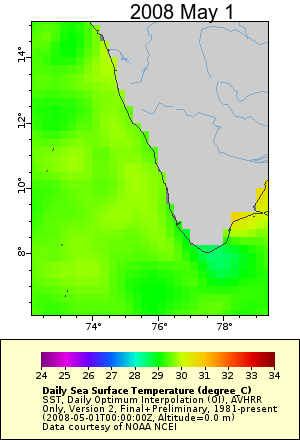 2008 May 1
14°
12°
10°
9°
8°
74°
76°
78°
24 25 26 27 28 29 30 31 32 33 34
Daily Sea Surface Temperature (degree_C)
SST, Daily Optimum Interpolation (OI), AVHRR
Only, Version 2, Final+Preliminary, 1981-present
(2008-05-01T00:00:00Z, Altitude=0.0 m)
Data courtesy of NOAA NCEI